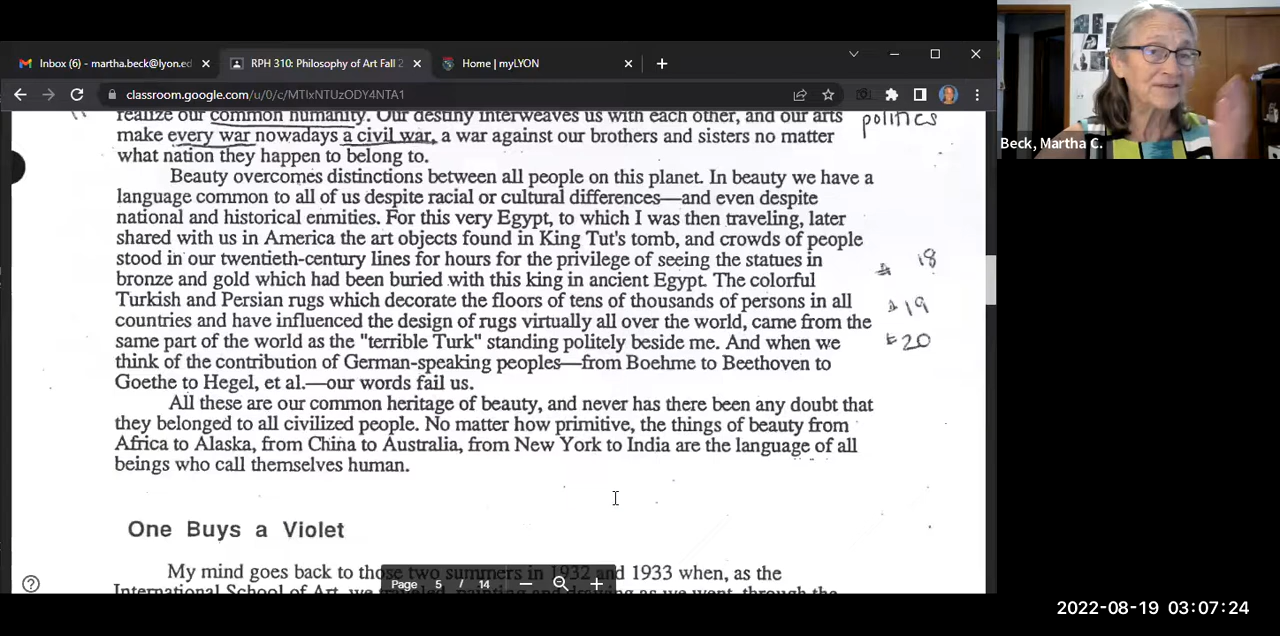 Inbox (6) - martha.beck@lyon.ed
RPH 310: Philosophy of Art Fall 2
Home | myLYON
classroom.google.com/u/0/c/MTIxNTUzODY4NTA1
Beck, Martha C.
realize our common humanity. Our destiny interweaves us with each other, and our arts
make every war nowadays a civil war, a war against our brothers and sisters no matter
what nation they happen to belong to.
politics
Beauty overcomes distinctions between all people on this planet. In beauty we have a
language common to all of us despite racial or cultural differences—and even despite
national and historical enmities. For this very Egypt, to which I was then traveling, later
shared with us in America the art objects found in King Tut's tomb, and crowds of people
stood in our twentieth-century lines for hours for the privilege of seeing the statues in
bronze and gold which had been buried with this king in ancient Egypt. The colorful
Turkish and Persian rugs which decorate the floors of tens of thousands of persons in all
countries and have influenced the design of rugs virtually all over the world, came from the
same part of the world as the "terrible Turk" standing politely beside me. And when we
think of the contribution of German-speaking peoples—from Boehme to Beethoven to
Goethe to Hegel, et al.—our words fail us.
18
19
20
All these are our common heritage of beauty, and never has there been any doubt that
they belonged to all civilized people. No matter how primitive, the things of beauty from
Africa to Alaska, from China to Australia, from New York to India are the language of all
beings who call themselves human.
One Buys a Violet
My mind goes back to those two summers in 1932 and 1933 when, as the
International School of Art, we
Page 5 / 14
2022-08-19 03:07:24